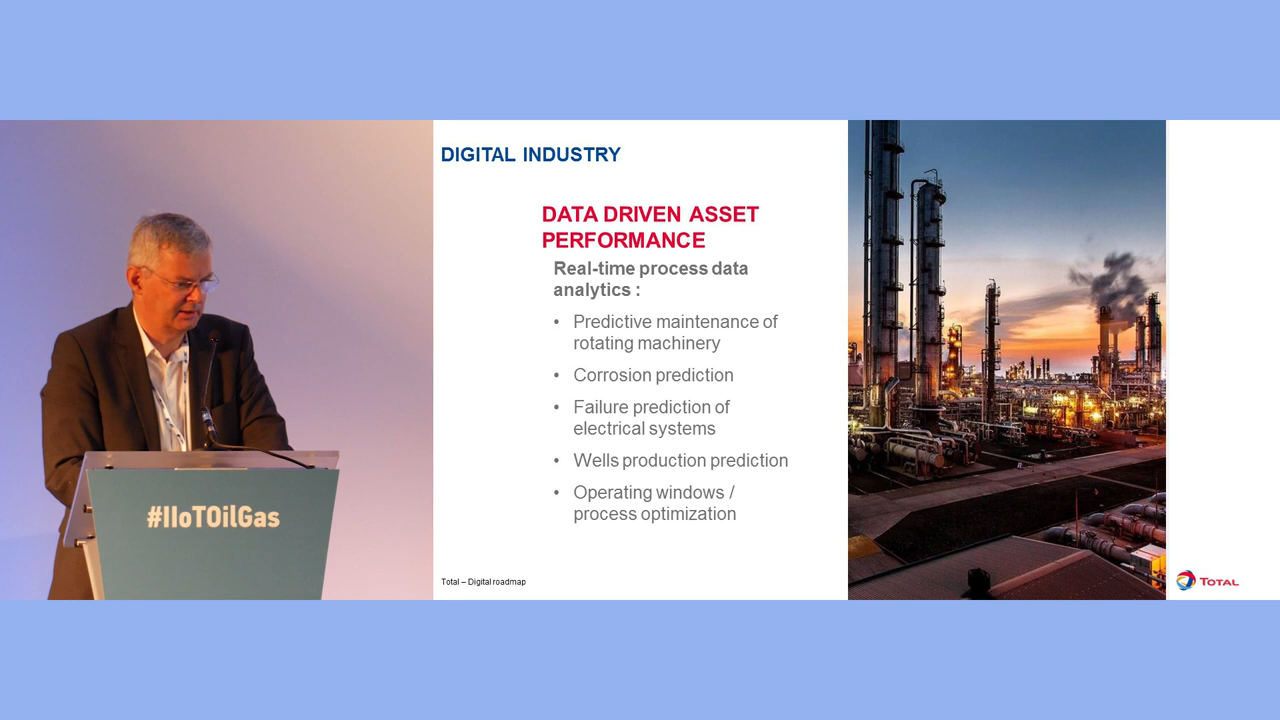 #IIoTOilGas
DIGITAL INDUSTRY
DATA DRIVEN ASSET
PERFORMANCE
Real-time process data
analytics :
• Predictive maintenance of
rotating machinery
• Corrosion prediction
• Failure prediction of
electrical systems
• Wells production prediction
• Operating windows /
process optimization
Total – Digital roadmap
TOTAL